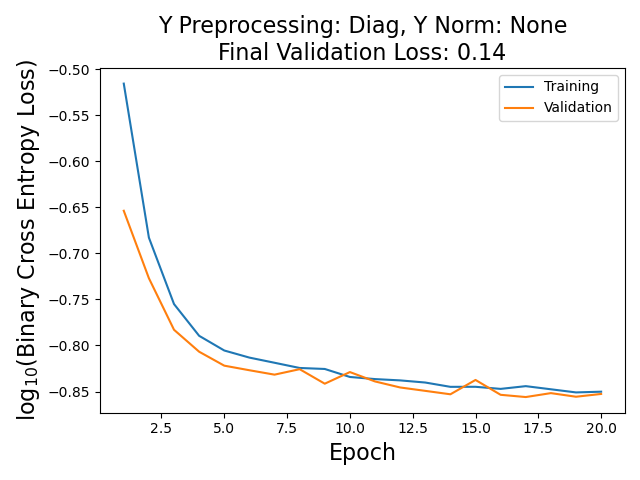 Y Preprocessing: Diag, Y Norm: None
Final Validation Loss: 0.14
log10(Binary Cross Entropy Loss)
−0.50
−0.55
−0.60
−0.65
−0.70
−0.75
−0.80
−0.85
Training
Validation
2.5 5.0 7.5 10.0 12.5 15.0 17.5 20.0
Epoch